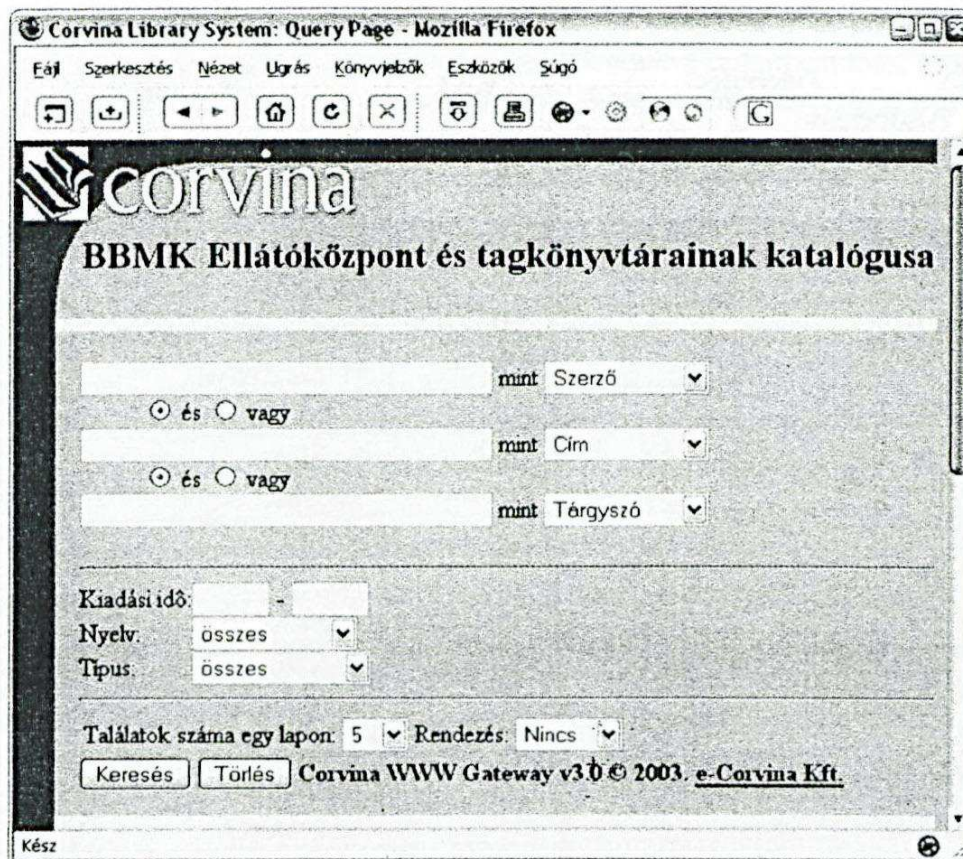 Corvina Library System: Query Page - Mozilla Firefox
Fájl Szerkesztés Nézet Ugrás Könyvjelzők Eszközök Súgó
G
corvina
BBMK Ellátóközpont és tagkönyvtárainak katalógusa
mint Szerző
és vagy
mint Cím
és vagy
mint Tárgyszó
Kiadási idô: -
Nyelv: összes
Típus: összes
Találatok száma egy lapon: 5 Rendezés: Nincs
Keresés Törlés Corvina WWW Gateway v3.0 © 2003. e-Corvina Kft.
Kész